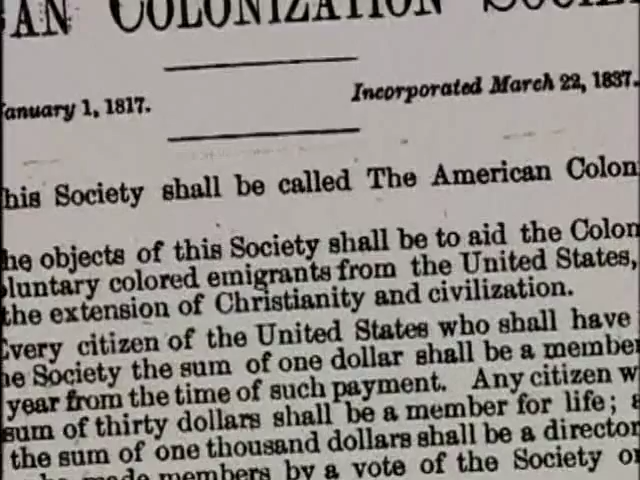 AN COLONIZATION SOCIE
January 1, 1817.
Incorporated March 22, 1837.
his Society shall be called The American Colon
he objects of this Society shall be to aid the Colon
luntary colored emigrants from the United States,
the extension of Christianity and civilization.
Every citizen of the United States who shall have
he Society the sum of one dollar shall be a member
year from the time of such payment. Any citizen w
sum of thirty dollars shall be a member for life; a
the sum of one thousand dollars shall be a director
be made members by a vote of the Society or